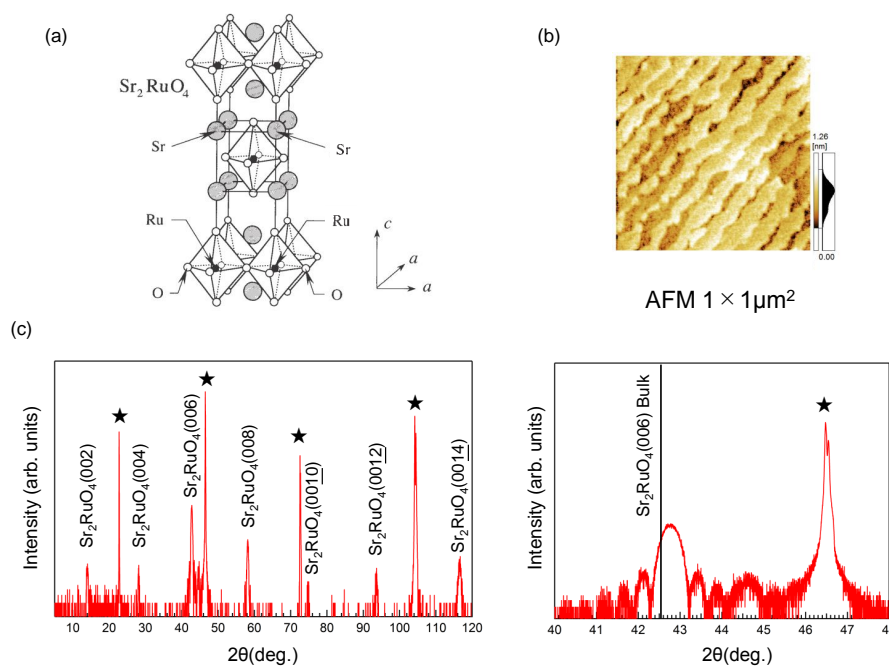 (a)
Sr2RuO4
Sr
Sr
Ru
Ru
O
O
c
a
a
(b)
1.26
[nm]
0.00
AFM 1×1μm²
(c)
Intensity (arb. units)
Sr2RuO4(002)
Sr2RuO4(004)
Sr2RuO4(006)
Sr2RuO4(008)
Sr2RuO4(0010)
Sr2RuO4(0012)
Sr2RuO4(0014)
★ ★ ★ ★
10 20 30 40 50 60 70 80 90 100 110 120
2θ(deg.)
Intensity (arb. units)
Sr2RuO4(006) Bulk
★
40 41 42 43 44 45 46 47 48
2θ(deg.)